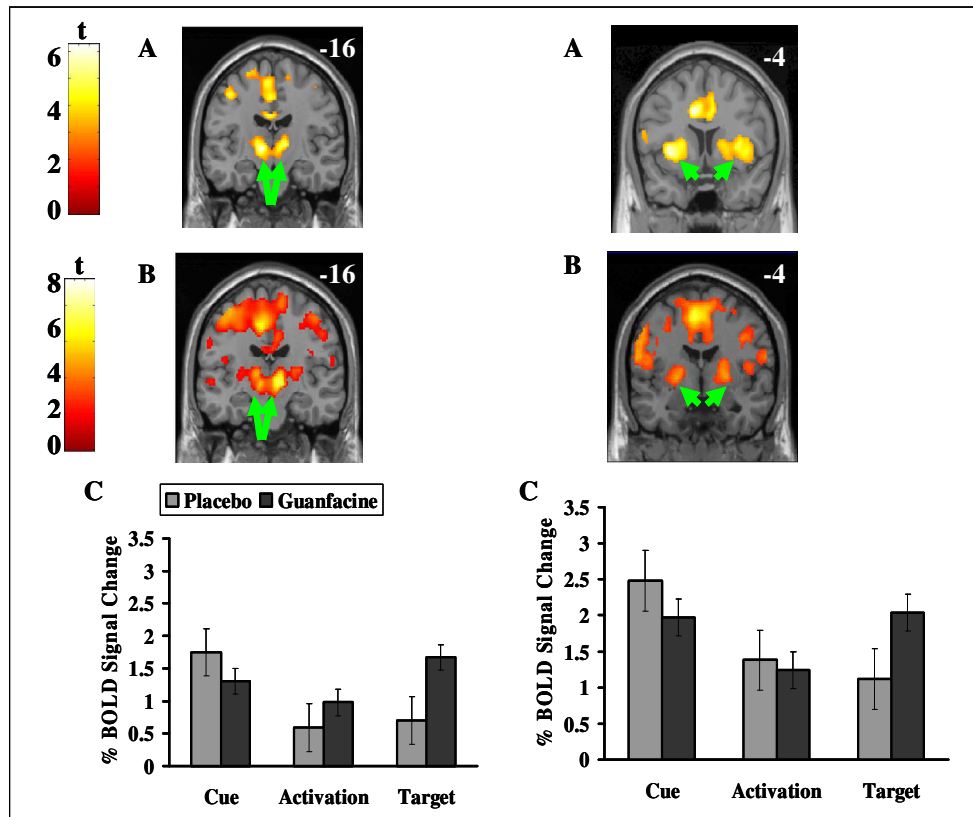 t
6
4
2
0
A
-16
A
-4
t
8
6
4
2
0
B
-16
B
-4
C
Placebo Guanfacine
% BOLD Signal Change
3.5
3
2.5
2
1.5
1
0.5
0
Cue Activation Target
C
% BOLD Signal Change
3.5
3
2.5
2
1.5
1
0.5
0
Cue Activation Target